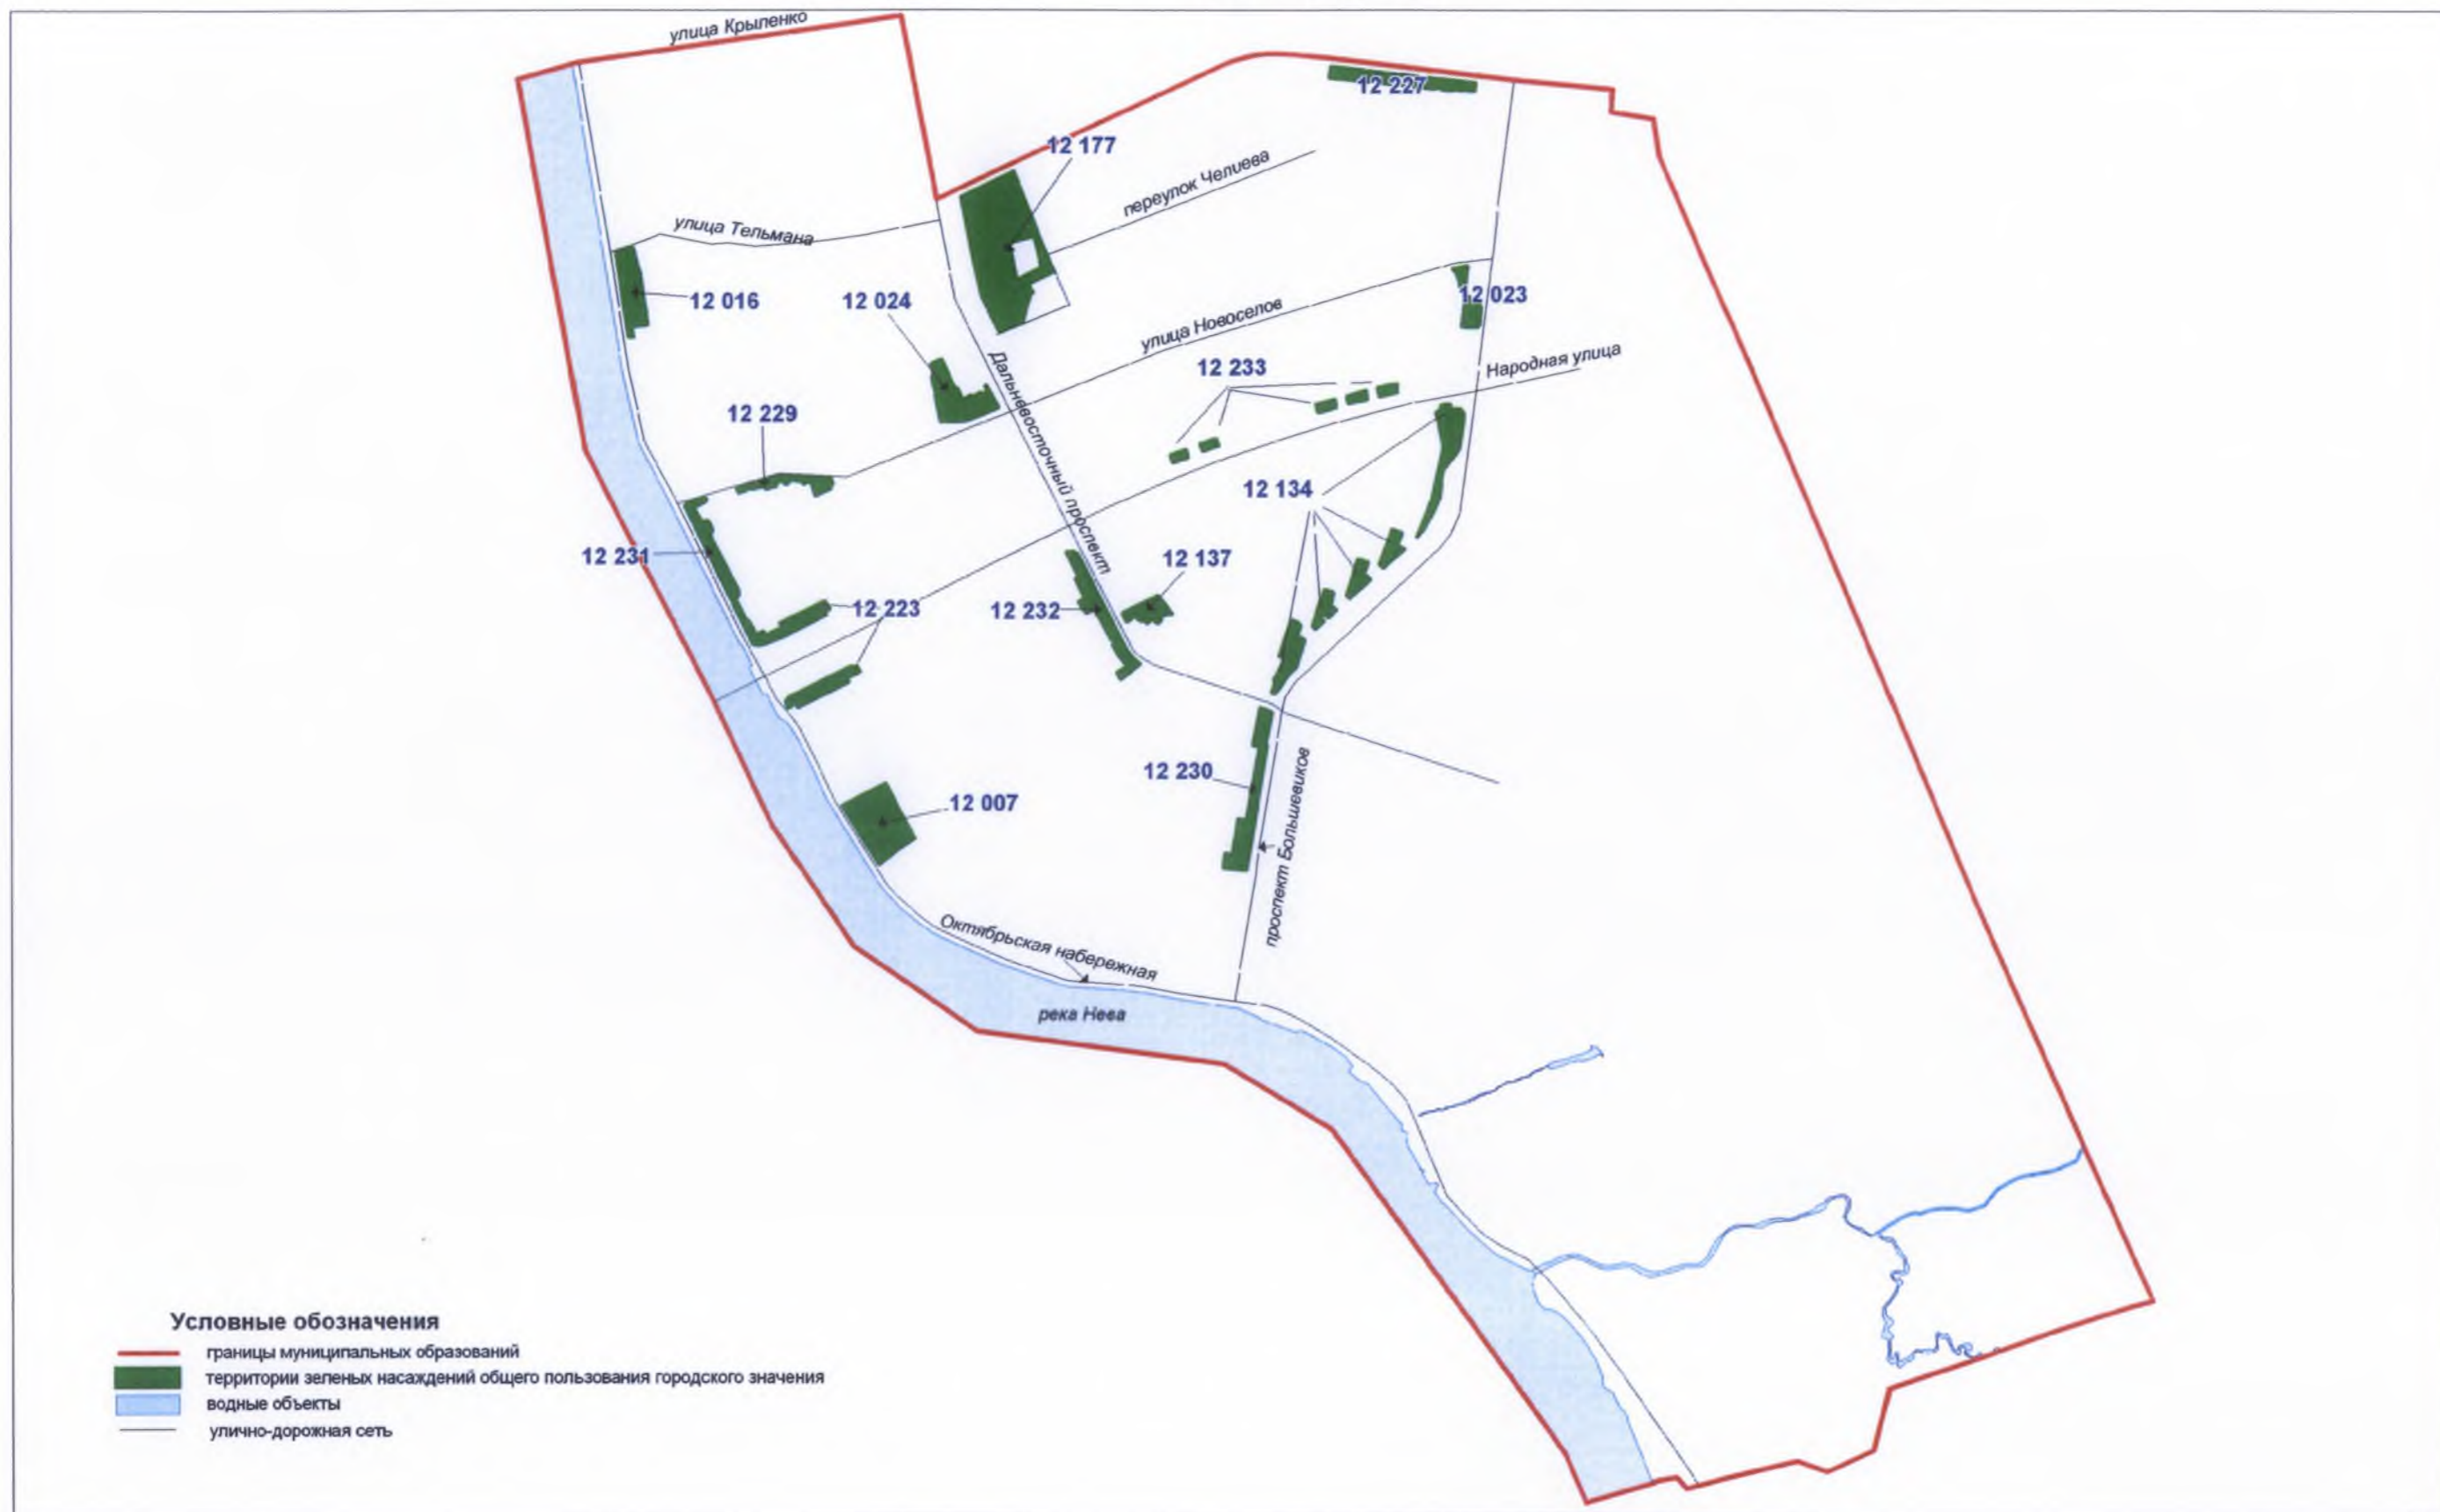 улица Крыленко
12 227
12 177
переулок Челиева
улица Тельмана
12 016
12 024
12 023
улица Новоселов
Дальневосточный проспект
Народная улица
12 233
12 229
12 134
12 231
12 137
12 223
12 232
12 230
проспект Большевиков
12 007
Октябрьская набережная
река Нева
Условные обозначения
границы муниципальных образований
территории зеленых насаждений общего пользования городского значения
водные объекты
улично-дорожная сеть